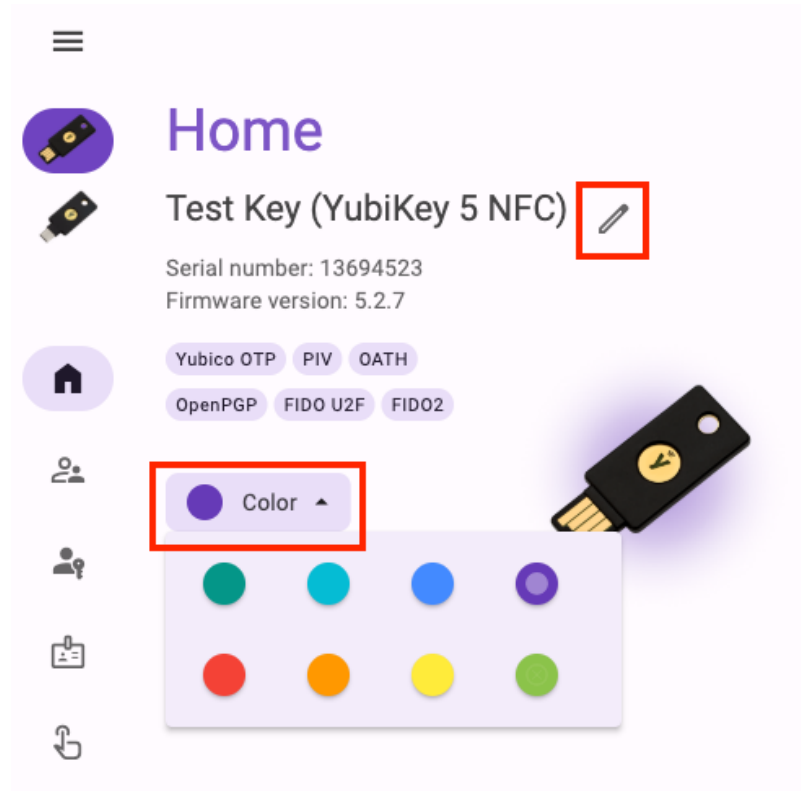 Home
Test Key (YubiKey 5 NFC)
Serial number: 13694523
Firmware version: 5.2.7
Yubico OTP PIV OATH
OpenPGP FIDO U2F FIDO2
Color